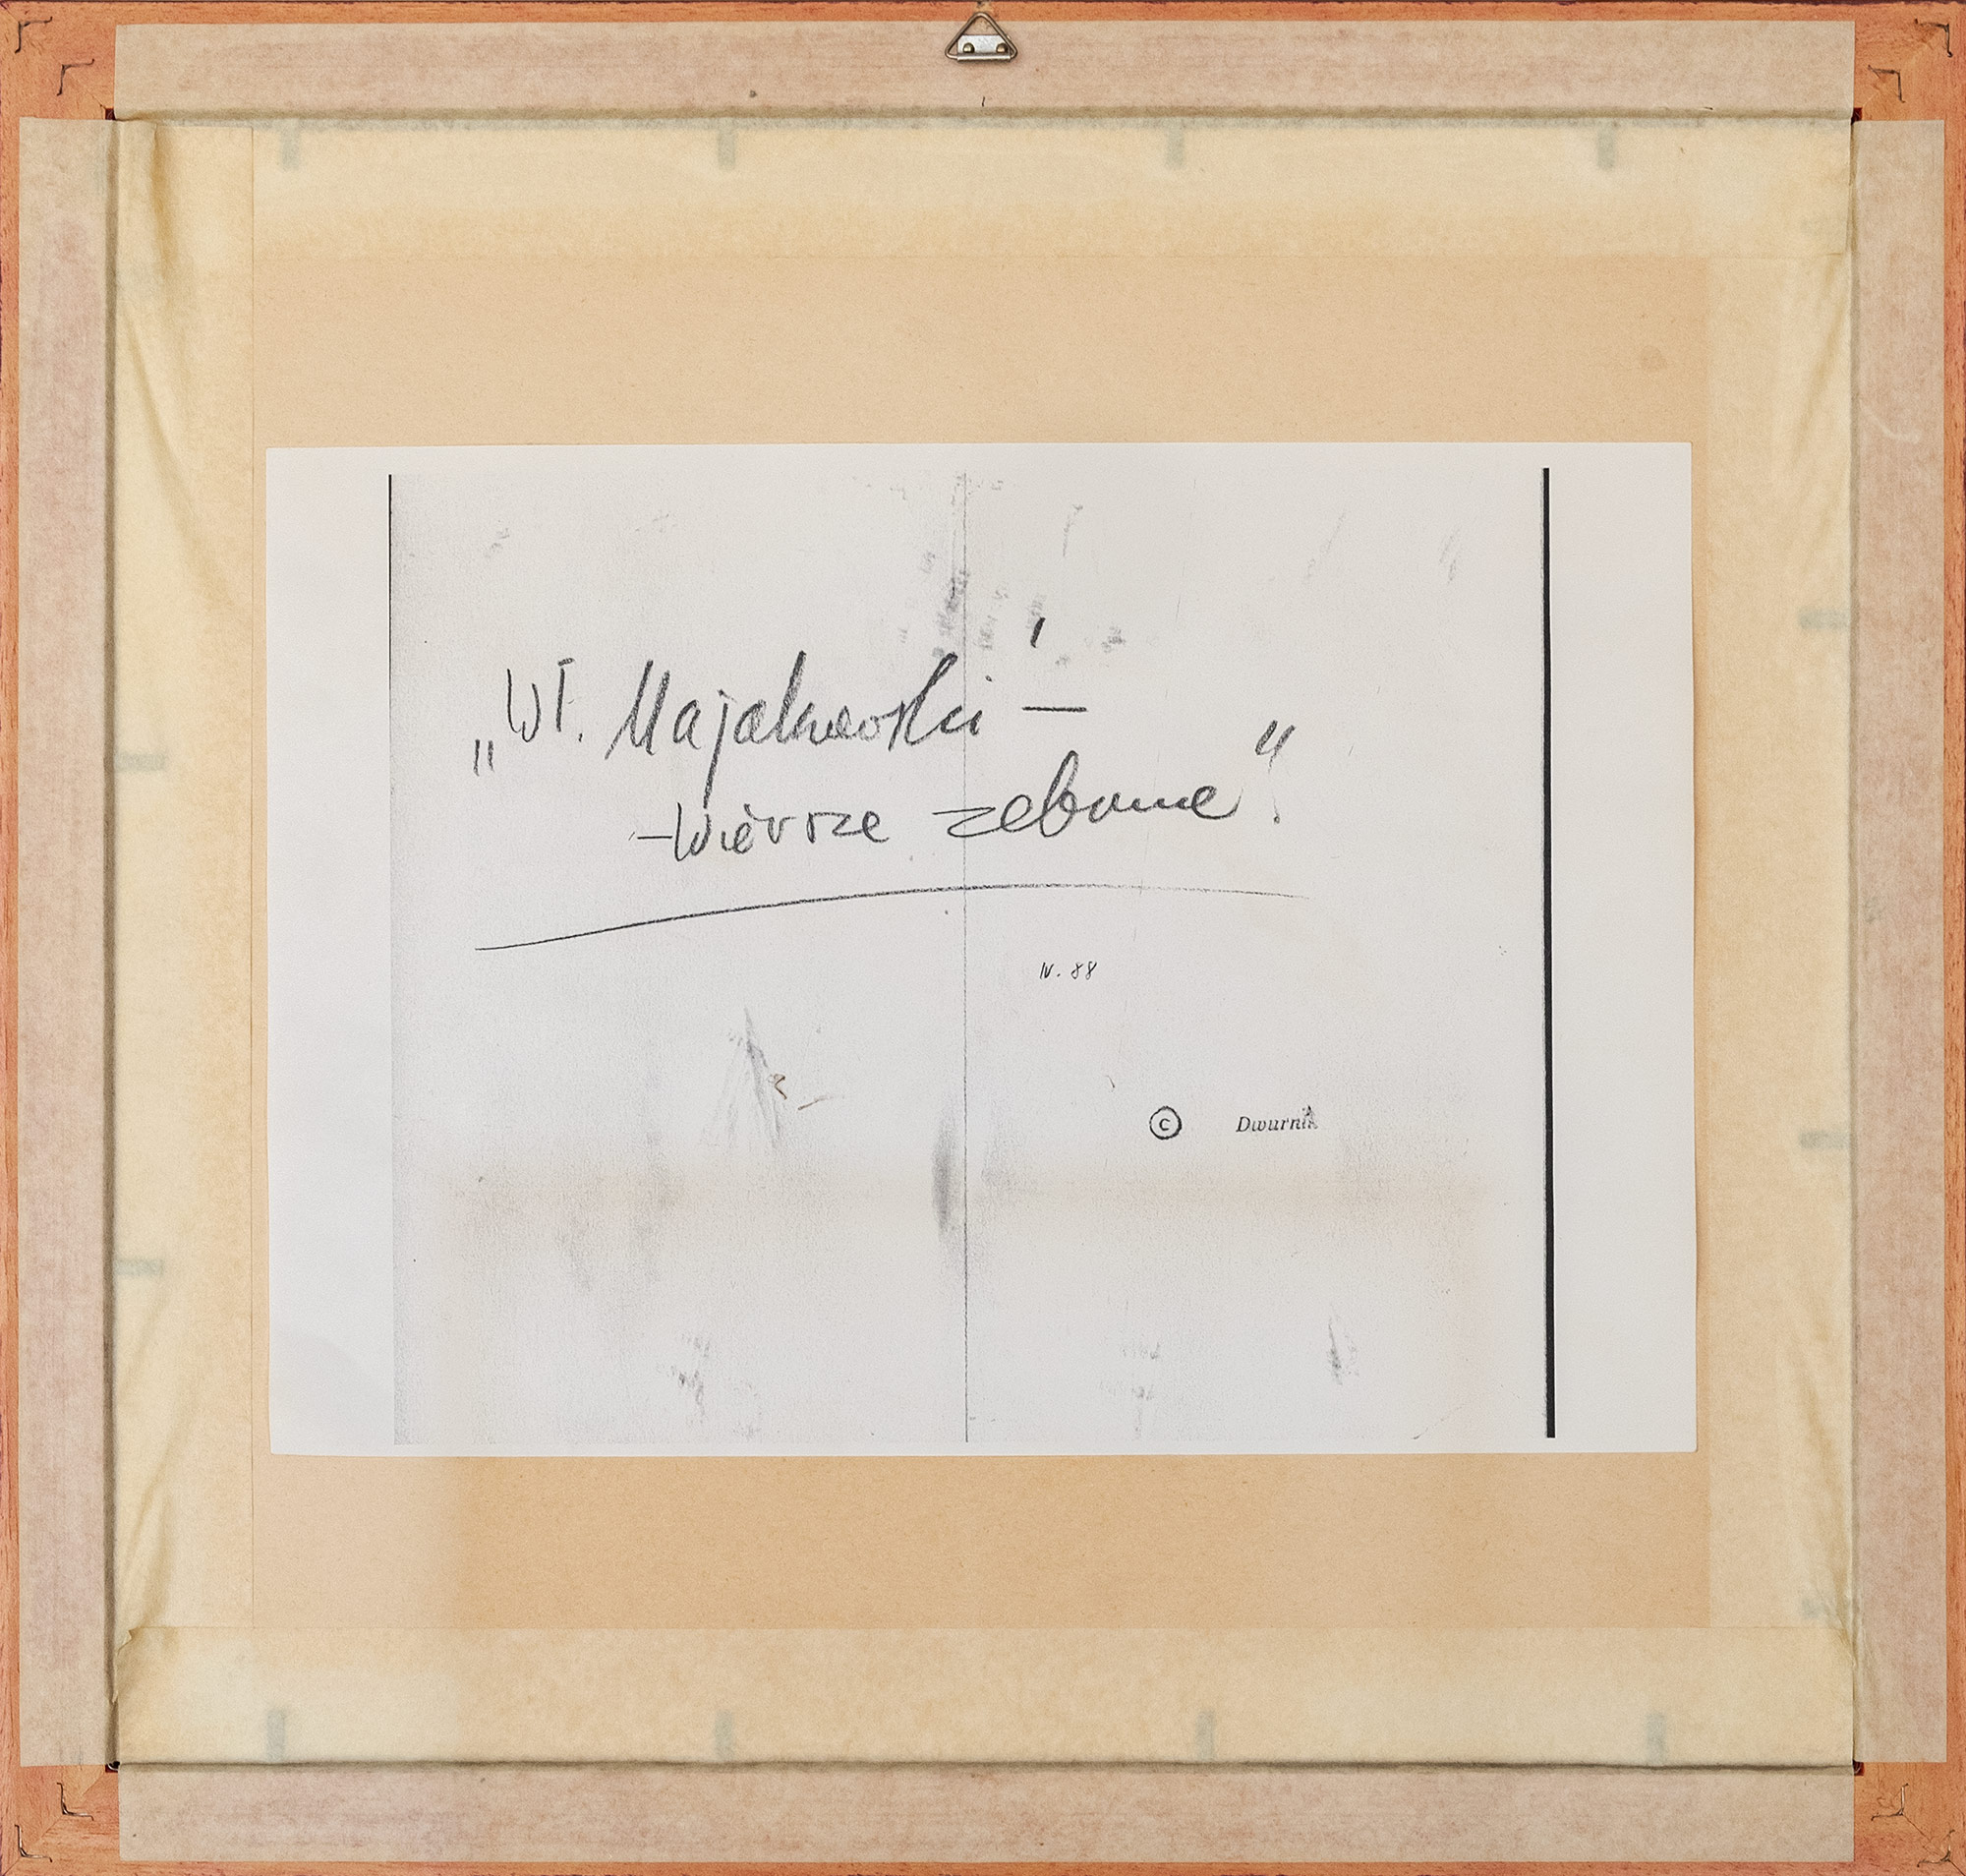 „Wł. Majakowski –
– Wiersze zebrane".
IV. 88
© Dwurnik